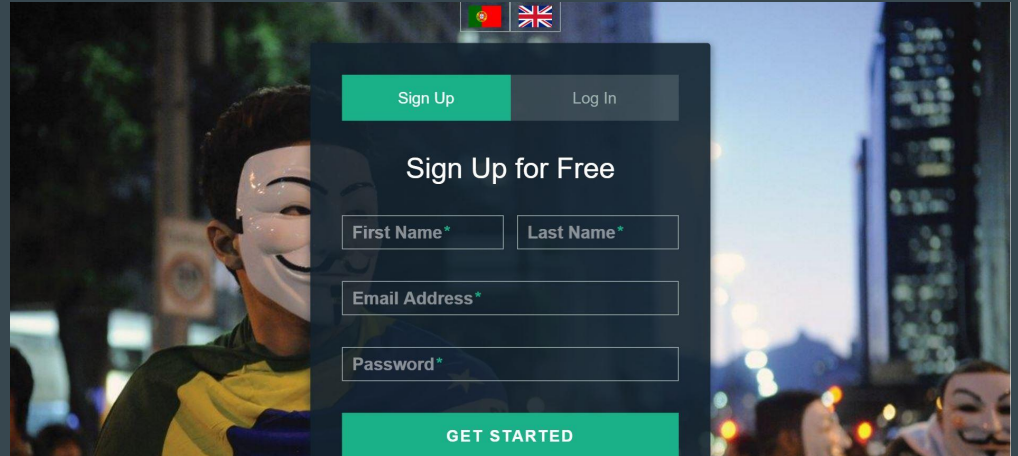 Sign Up Log In
Sign Up for Free
First Name* Last Name*
Email Address*
Password*
GET STARTED